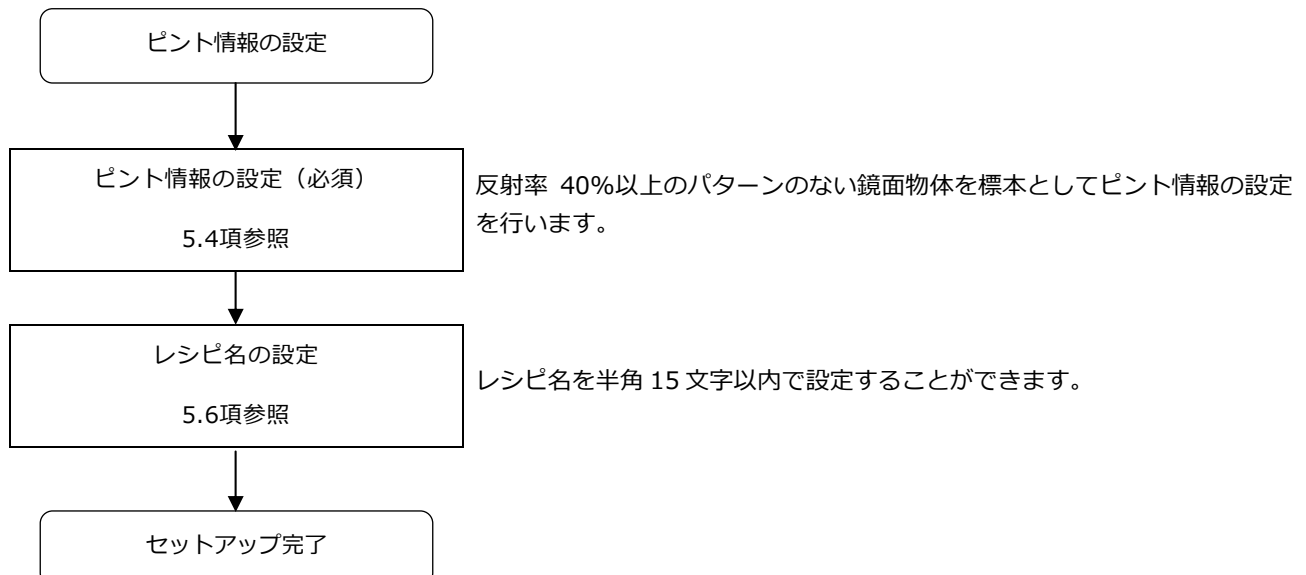 ピント情報の設定
ピント情報の設定（必須）
5.4項参照
反射率 40%以上のパターンのない鏡面物体を標本としてピント情報の設定
を行います。
レシピ名の設定
5.6項参照
レシピ名を半角 15 文字以内で設定することができます。
セットアップ完了